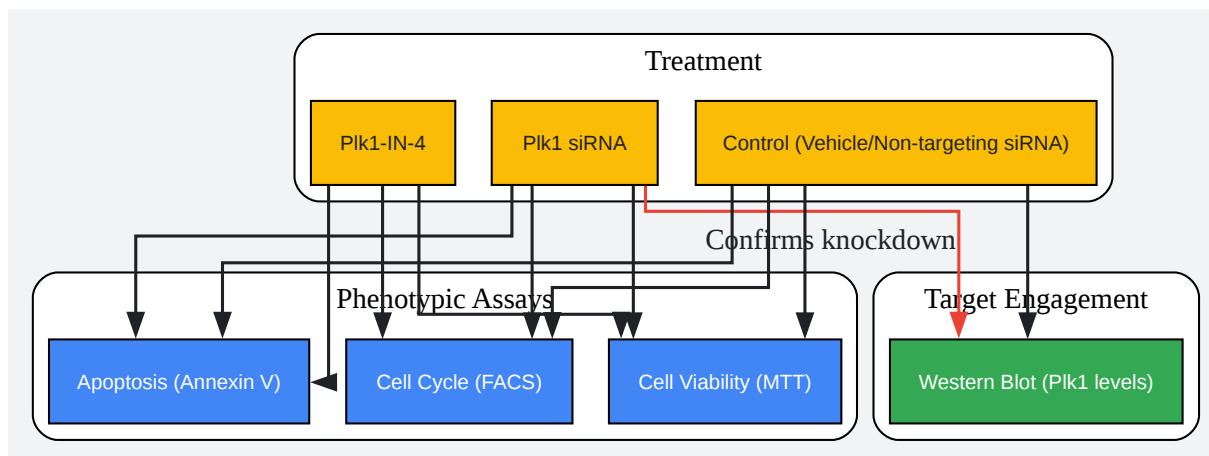 Treatment
Plk1-IN-4
Plk1 siRNA
Control (Vehicle/Non-targeting siRNA)
Confirms knockdown
Phenotypic Assays
Target Engagement
Apoptosis (Annexin V)
Cell Cycle (FACS)
Cell Viability (MTT)
Western Blot (Plk1 levels)